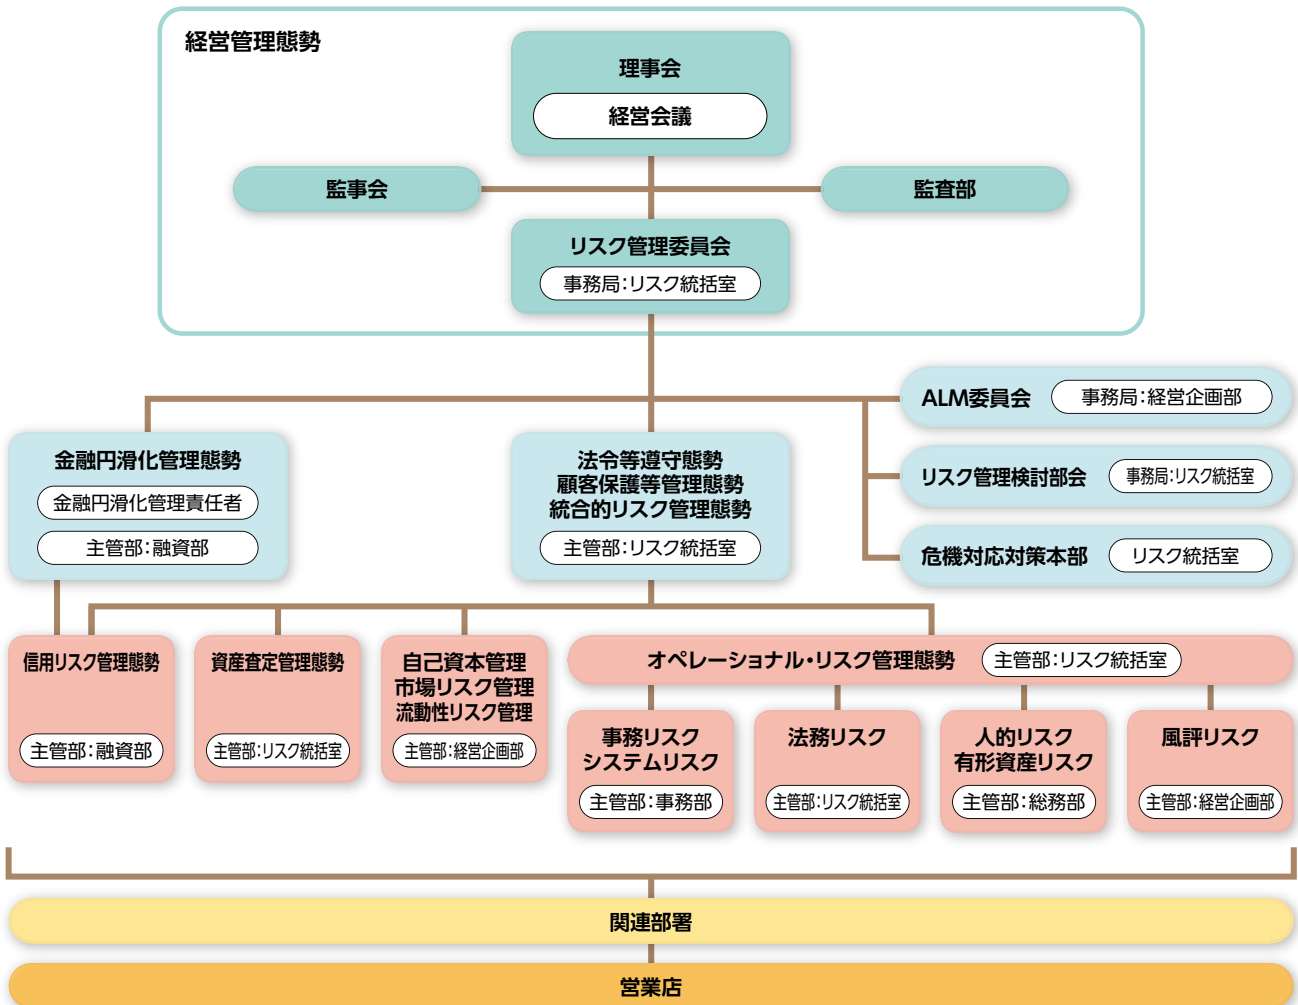 経営管理態勢
理事会
経営会議
監事会
監査部
リスク管理委員会
事務局:リスク統括室
ALM委員会
事務局:経営企画部
リスク管理検討部会
事務局:リスク統括室
危機対応対策本部
リスク統括室
金融円滑化管理態勢
金融円滑化管理責任者
主管部:融資部
法令等遵守態勢
顧客保護等管理態勢
統合的リスク管理態勢
主管部:リスク統括室
信用リスク管理態勢
主管部:融資部
資産査定管理態勢
主管部:リスク統括室
自己資本管理
市場リスク管理
流動性リスク管理
主管部:経営企画部
オペレーショナル・リスク管理態勢
主管部:リスク統括室
事務リスク
システムリスク
主管部:事務部
法務リスク
主管部:リスク統括室
人的リスク
有形資産リスク
主管部:総務部
風評リスク
主管部:経営企画部
関連部署
営業店